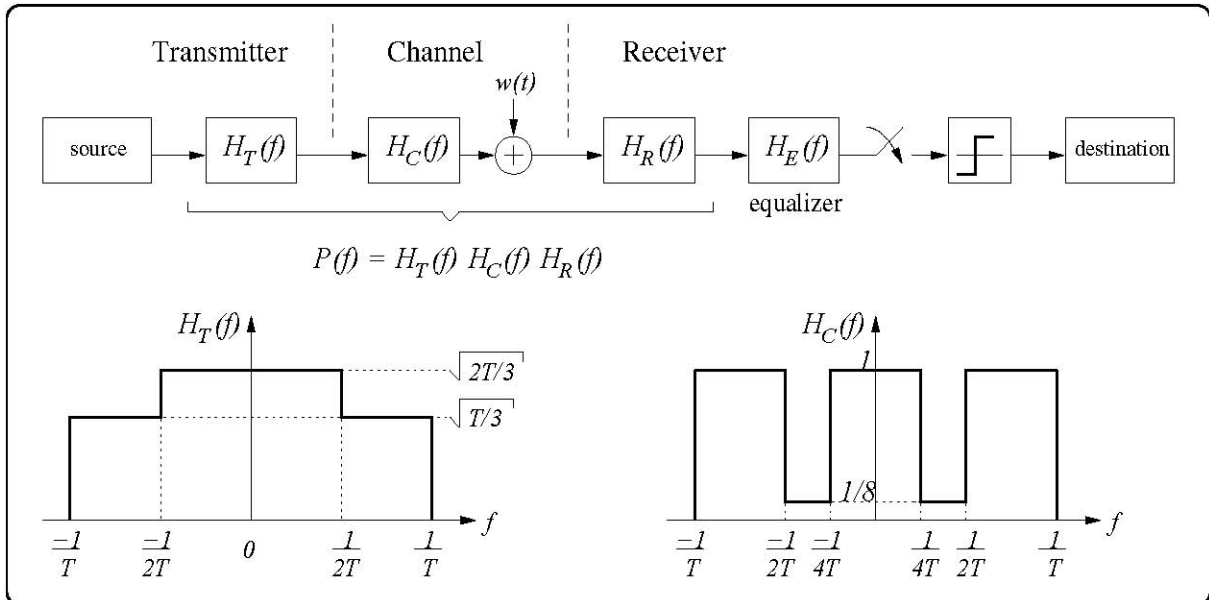 Transmitter Channel Receiver
w(t)
source H_T(f) H_C(f) + H_R(f) H_E(f) destination
equalizer
P(f) = H_T(f) H_C(f) H_R(f)
H_T(f) H_C(f)
√2T/3 1
√T/3
1/8
-1/T -1/2T 0 1/2T 1/T f -1/T -1/2T -1/4T 1/4T 1/2T 1/T f